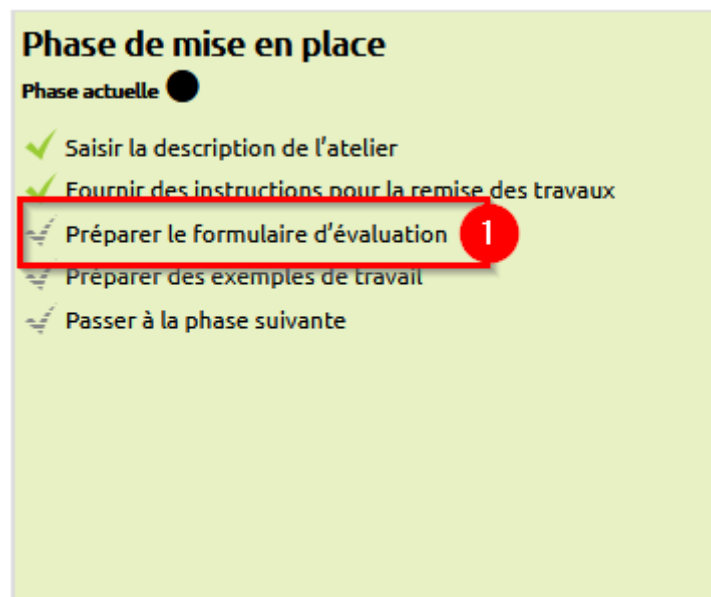 Phase de mise en place
Phase actuelle
Saisir la description de l'atelier
Fournir des instructions pour la remise des travaux
Préparer le formulaire d'évaluation 1
Préparer des exemples de travail
Passer à la phase suivante